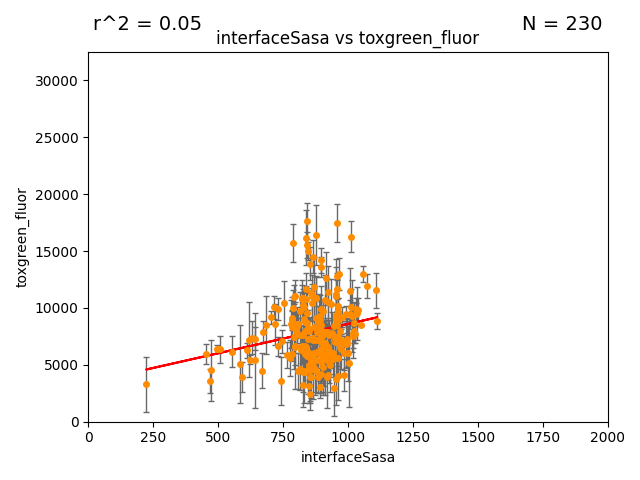 r^2 = 0.05
N = 230
interfaceSasa vs toxgreen_fluor
30000
25000
20000
15000
10000
5000
0
toxgreen_fluor
0 250 500 750 1000 1250 1500 1750 2000
interfaceSasa